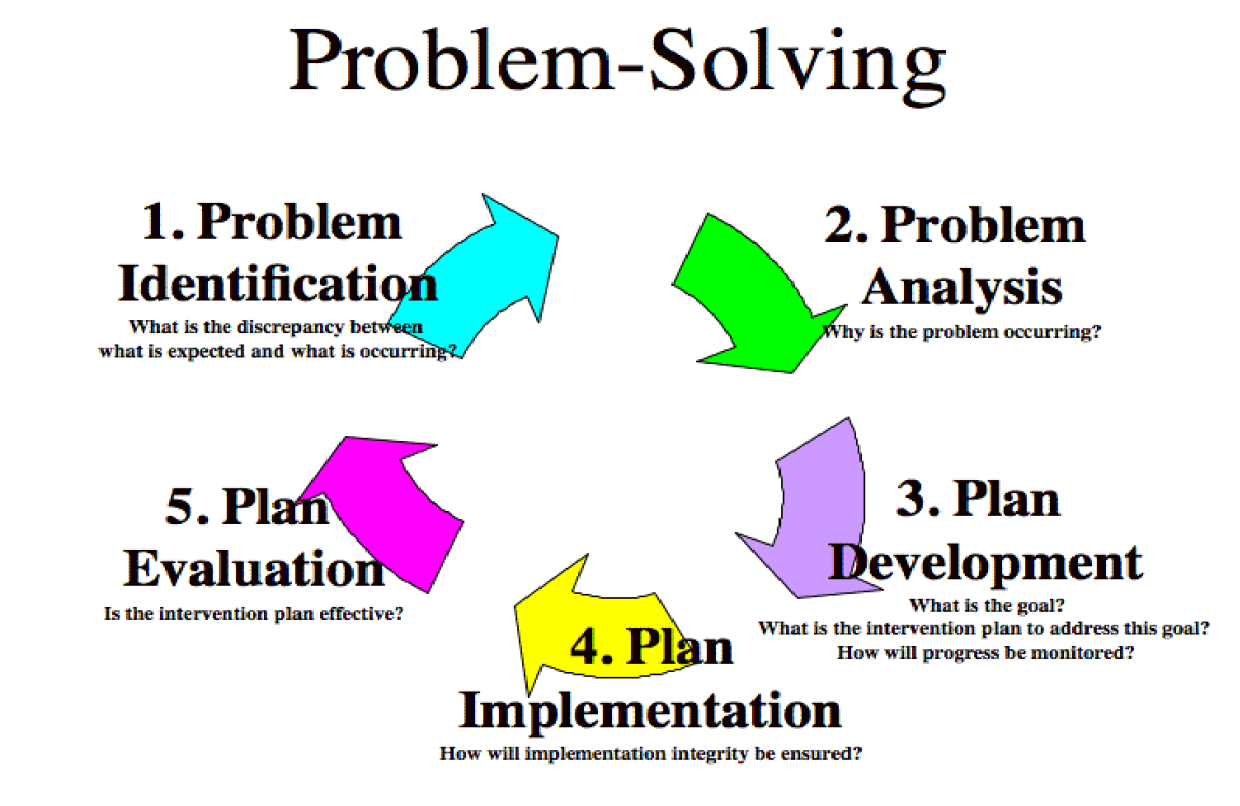 Problem-Solving
1. Problem
Identification
What is the discrepancy between
what is expected and what is occurring?
2. Problem
Analysis
Why is the problem occurring?
3. Plan
Development
What is the goal?
What is the intervention plan to address this goal?
How will progress be monitored?
4. Plan
Implementation
How will implementation integrity be ensured?
5. Plan
Evaluation
Is the intervention plan effective?